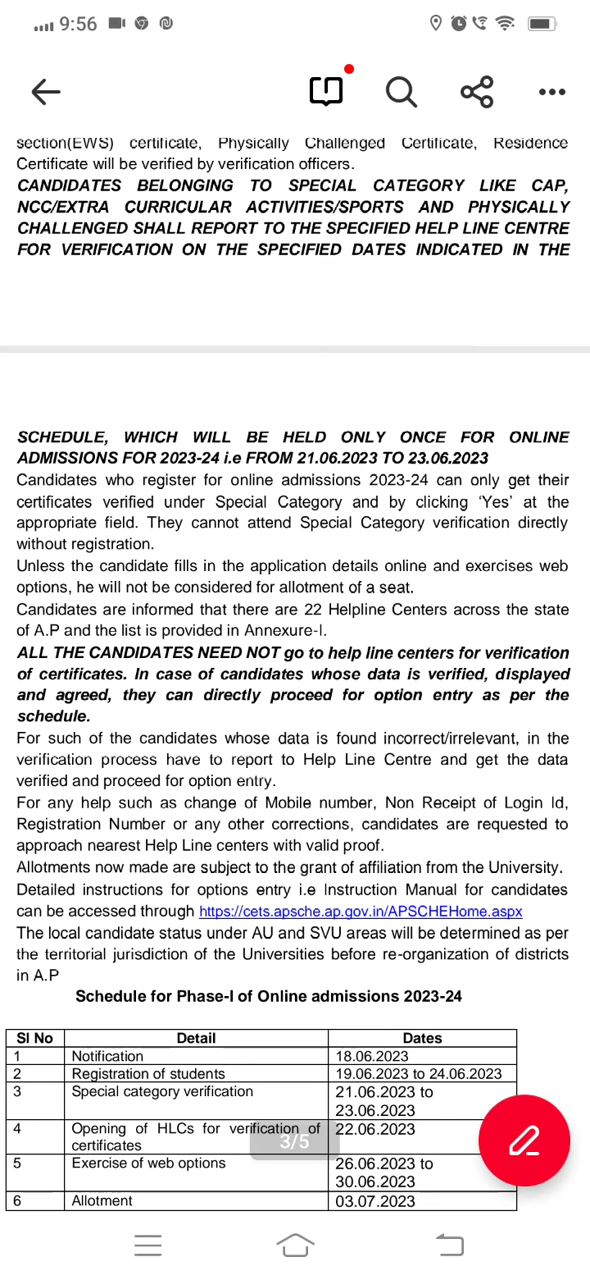 9:56
section(EWS) certificate, Physically Challenged Certificate, Residence
Certificate will be verified by verification officers.
CANDIDATES BELONGING TO SPECIAL CATEGORY LIKE CAP,
NCC/EXTRA CURRICULAR ACTIVITIES/SPORTS AND PHYSICALLY
CHALLENGED SHALL REPORT TO THE SPECIFIED HELP LINE CENTRE
FOR VERIFICATION ON THE SPECIFIED DATES INDICATED IN THE
SCHEDULE, WHICH WILL BE HELD ONLY ONCE FOR ONLINE
ADMISSIONS FOR 2023-24 i.e FROM 21.06.2023 TO 23.06.2023
Candidates who register for online admissions 2023-24 can only get their
certificates verified under Special Category and by clicking ‘Yes’ at the
appropriate field. They cannot attend Special Category verification directly
without registration.
Unless the candidate fills in the application details online and exercises web
options, he will not be considered for allotment of a seat.
Candidates are informed that there are 22 Helpline Centers across the state
of A.P and the list is provided in Annexure-I.
ALL THE CANDIDATES NEED NOT go to help line centers for verification
of certificates. In case of candidates whose data is verified, displayed
and agreed, they can directly proceed for option entry as per the
schedule.
For such of the candidates whose data is found incorrect/irrelevant, in the
verification process have to report to Help Line Centre and get the data
verified and proceed for option entry.
For any help such as change of Mobile number, Non Receipt of Login Id,
Registration Number or any other corrections, candidates are requested to
approach nearest Help Line centers with valid proof.
Allotments now made are subject to the grant of affiliation from the University.
Detailed instructions for options entry i.e Instruction Manual for candidates
can be accessed through https://cets.apsche.ap.gov.in/APSCHEHome.aspx
The local candidate status under AU and SVU areas will be determined as per
the territorial jurisdiction of the Universities before re-organization of districts
in A.P
Schedule for Phase-I of Online admissions 2023-24
Sl No Detail Dates
1 Notification 18.06.2023
2 Registration of students 19.06.2023 to 24.06.2023
3 Special category verification 21.06.2023 to
23.06.2023
4 Opening of HLCs for verification of 22.06.2023
certificates
3/5
5 Exercise of web options 26.06.2023 to
30.06.2023
6 Allotment 03.07.2023